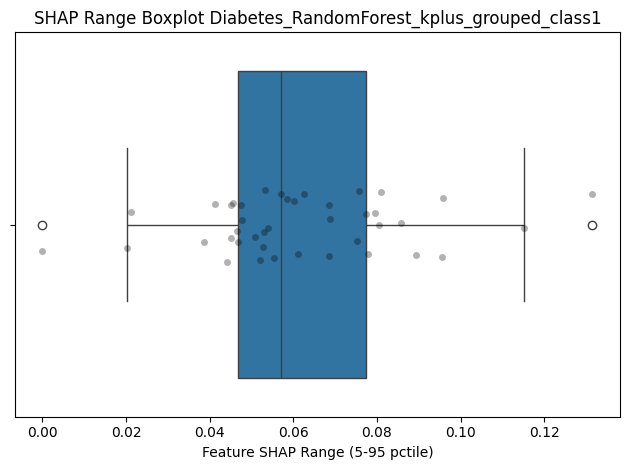 SHAP Range Boxplot Diabetes_RandomForest_kplus_grouped_class1
0.00 0.02 0.04 0.06 0.08 0.10 0.12
Feature SHAP Range (5-95 pctile)